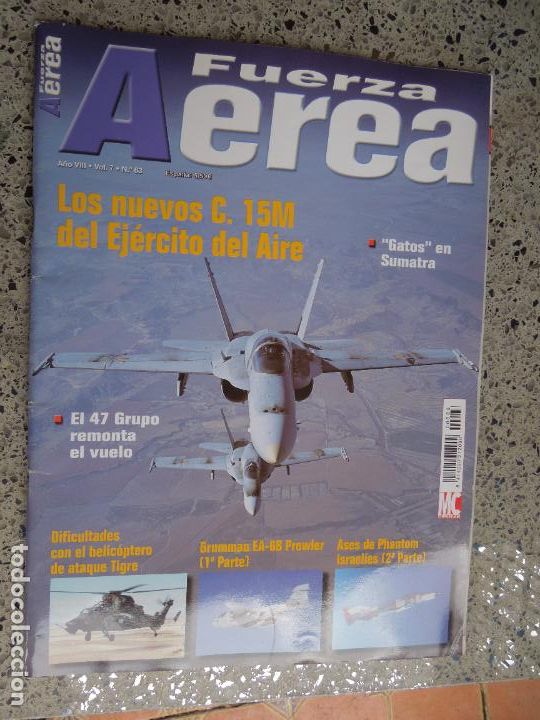 Fuerza
Aerea
Fuerza
Aerea
Año VIII • Vol. 7 • N.º 63
Los nuevos C. 15M
del Ejército del Aire
"Gatos" en
Sumatra
El 47 Grupo
remonta
el vuelo
MC
Dificultades
con el helicóptero
de ataque Tigre
Grumman EA-6B Prowler
(1ª Parte)
Ases de Phantom
israelíes (2ª Parte)
todocoleccion